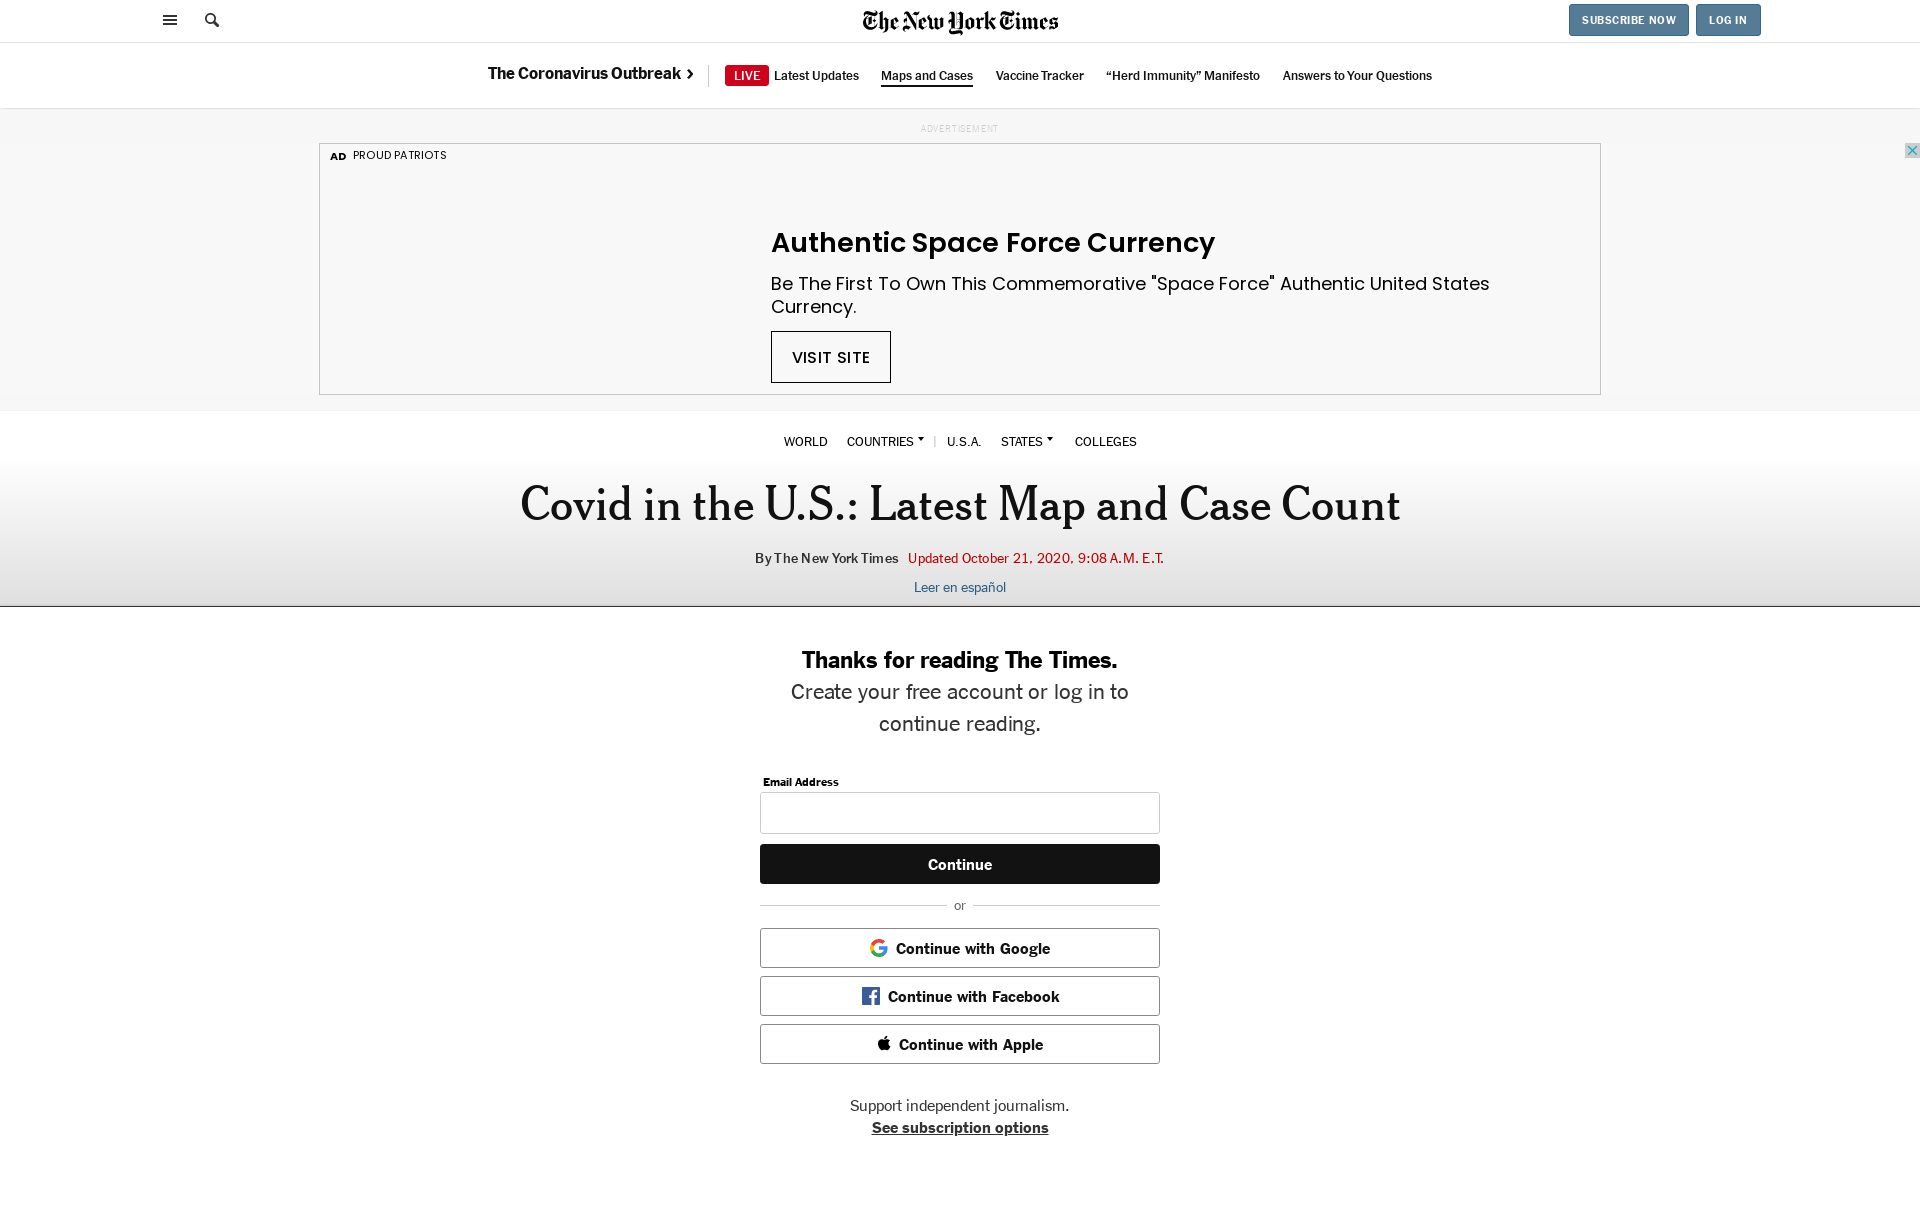 The New York Times
SUBSCRIBE NOW
LOG IN
The Coronavirus Outbreak
LIVE Latest Updates
Maps and Cases
Vaccine Tracker
“Herd Immunity” Manifesto
Answers to Your Questions
ADVERTISEMENT
AD PROUD PATRIOTS
Authentic Space Force Currency
Be The First To Own This Commemorative "Space Force" Authentic United States
Currency.
VISIT SITE
WORLD COUNTRIES | U.S.A. STATES COLLEGES
Covid in the U.S.: Latest Map and Case Count
By The New York Times Updated October 21, 2020, 9:08 A.M. E.T.
Leer en español
Thanks for reading The Times.
Create your free account or log in to
continue reading.
Email Address
Continue
or
Continue with Google
Continue with Facebook
Continue with Apple
Support independent journalism.
See subscription options